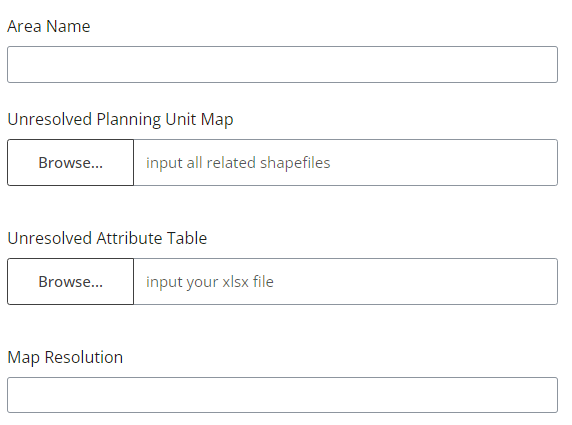 Area Name
Unresolved Planning Unit Map
Browse... input all related shapefiles
Unresolved Attribute Table
Browse... input your xlsx file
Map Resolution